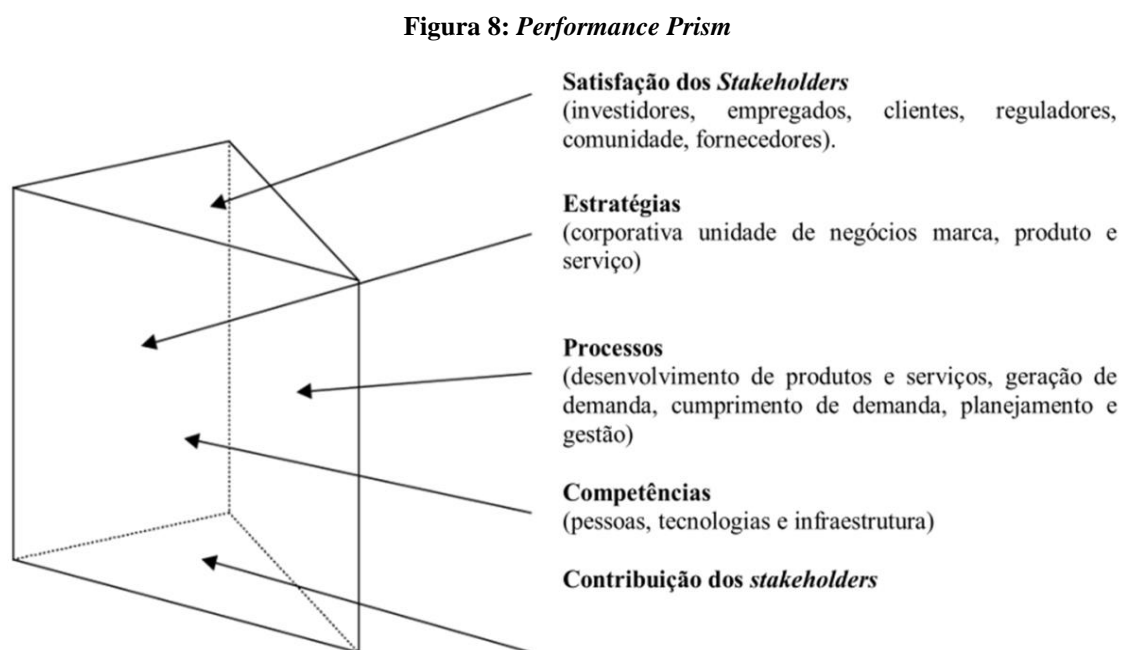 Figura 8: Performance Prism
Satisfação dos Stakeholders
(investidores, empregados, clientes, reguladores,
comunidade, fornecedores).
Estratégias
(corporativa unidade de negócios marca, produto e
serviço)
Processos
(desenvolvimento de produtos e serviços, geração de
demanda, cumprimento de demanda, planejamento e
gestão)
Competências
(pessoas, tecnologias e infraestrutura)
Contribuição dos stakeholders